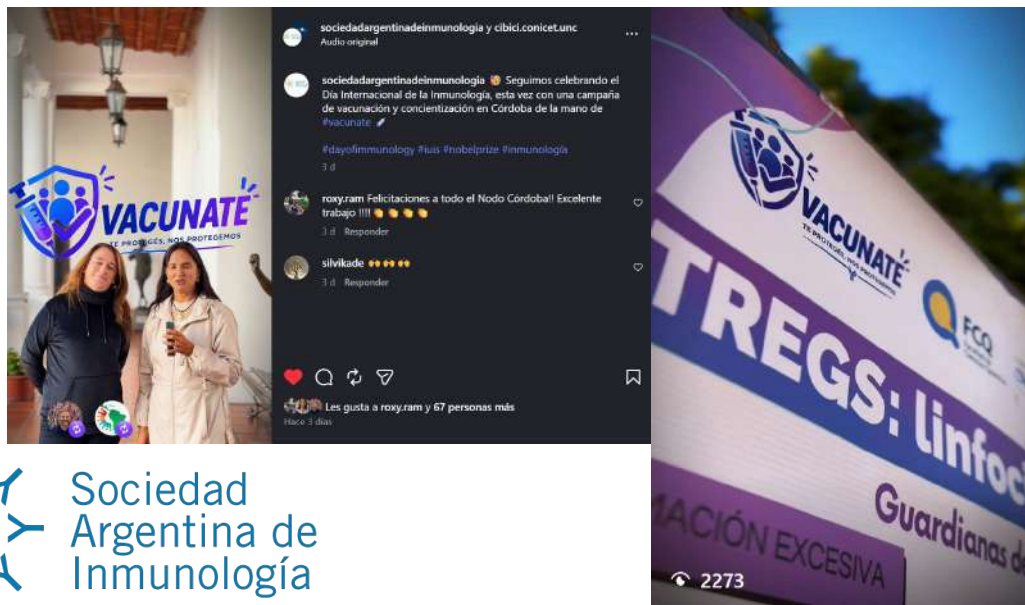 sociedadargentinadeinmunologia y cibici.conicet.unc
Audio original
sociedadargentinadeinmunologia 🥳 Seguimos celebrando el
Día Internacional de la Inmunología, esta vez con una campaña
de vacunación y concientización en Córdoba de la mano de
#vacunate 💉
#dayofimmunology #iuis #nobelprize #inmunología
3 d
roxy.ram Felicitaciones a todo el Nodo Córdoba!! Excelente
trabajo !!!! 👏 👏 👏 👏
3 d Responder
silvikade 🙌 🙌 🙌
3 d Responder
Les gusta a roxy.ram y 67 personas más
Hace 3 días
VACUNATE
TE PROTEGÉS, NOS PROTEGEMOS
VACUNATE
TE PROTEGÉS, NOS PROTEGEMOS
FCQ
TREGS: linfoc
Guardianas d
MACIÓN EXCESIVA
2273
Sociedad
Argentina de
Inmunología